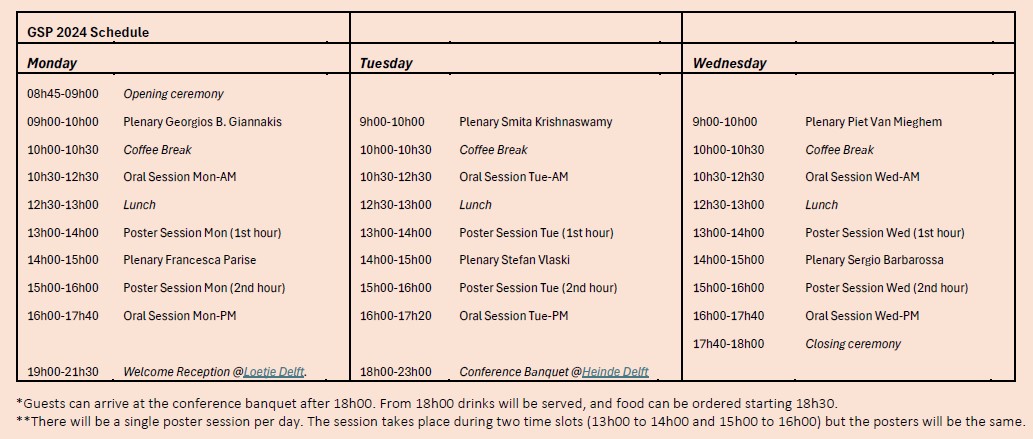 GSP 2024 Schedule
Monday Tuesday Wednesday
08h45-09h00 Opening ceremony
09h00-10h00 Plenary Georgios B. Giannakis 9h00-10h00 Plenary Smita Krishnaswamy 9h00-10h00 Plenary Piet Van Mieghem
10h00-10h30 Coffee Break 10h00-10h30 Coffee Break 10h00-10h30 Coffee Break
10h30-12h30 Oral Session Mon-AM 10h30-12h30 Oral Session Tue-AM 10h30-12h30 Oral Session Wed-AM
12h30-13h00 Lunch 12h30-13h00 Lunch 12h30-13h00 Lunch
13h00-14h00 Poster Session Mon (1st hour) 13h00-14h00 Poster Session Tue (1st hour) 13h00-14h00 Poster Session Wed (1st hour)
14h00-15h00 Plenary Francesca Parise 14h00-15h00 Plenary Stefan Vlaski 14h00-15h00 Plenary Sergio Barbarossa
15h00-16h00 Poster Session Mon (2nd hour) 15h00-16h00 Poster Session Tue (2nd hour) 15h00-16h00 Poster Session Wed (2nd hour)
16h00-17h40 Oral Session Mon-PM 16h00-17h20 Oral Session Tue-PM 16h00-17h40 Oral Session Wed-PM
17h40-18h00 Closing ceremony
19h00-21h30 Welcome Reception @Loetje Delft. 18h00-23h00 Conference Banquet @Heinde Delft
*Guests can arrive at the conference banquet after 18h00. From 18h00 drinks will be served, and food can be ordered starting 18h30.
**There will be a single poster session per day. The session takes place during two time slots (13h00 to 14h00 and 15h00 to 16h00) but the posters will be the same.